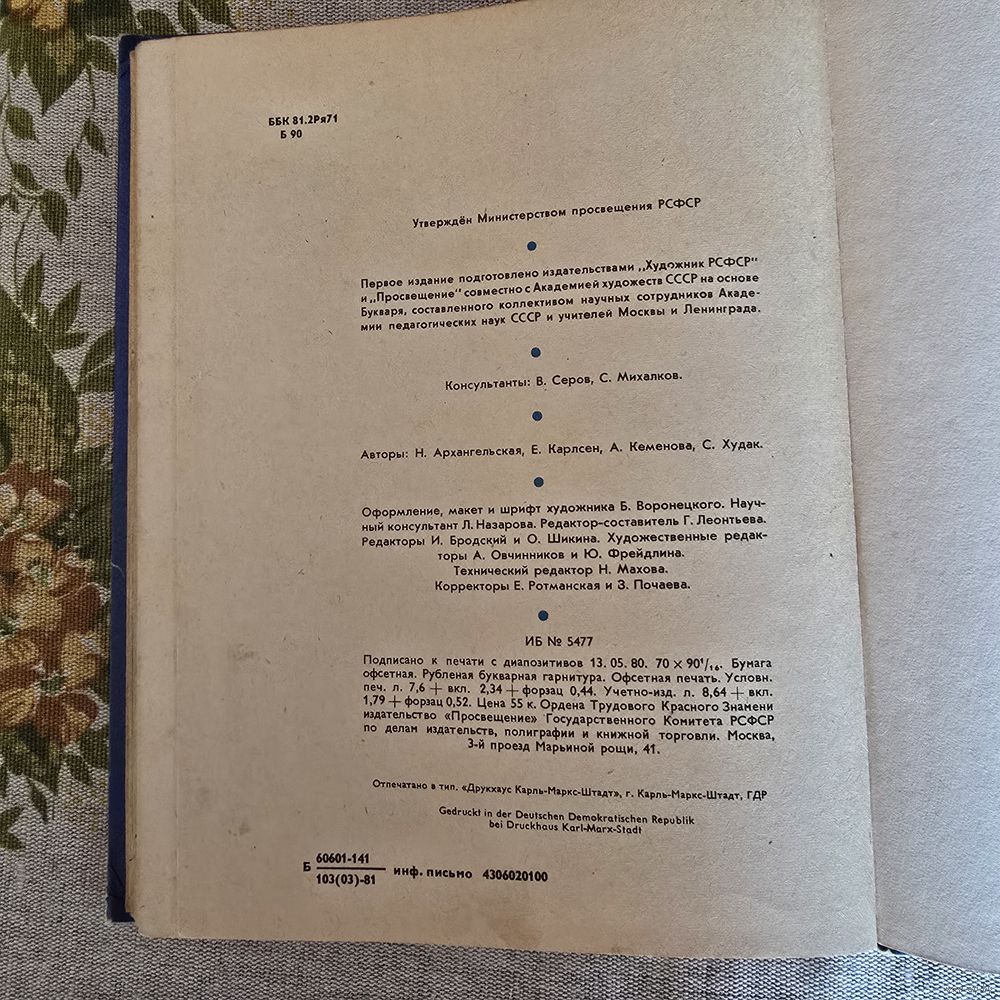 ББК 81.2Ря71
Б 90
Утверждён Министерством просвещения РСФСР
Первое издание подготовлено издательствами „Художник РСФСР“
и „Просвещение“ совместно с Академией художеств СССР на основе
Букваря, составленного коллективом научных сотрудников Акаде-
мии педагогических наук СССР и учителей Москвы и Ленинграда.
Консультанты: В. Серов, С. Михалков.
Авторы: Н. Архангельская, Е. Карлсен, А. Кеменова, С. Худак.
Оформление, макет и шрифт художника Б. Воронецкого. Науч-
ный консультант Л. Назарова. Редактор-составитель Г. Леонтьева.
Редакторы И. Бродский и О. Шикина. Художественные редак-
торы А. Овчинников и Ю. Фрейдлина.
Технический редактор Н. Махова.
Корректоры Е. Ротманская и З. Почаева.
ИБ № 5477
Подписано к печати с диапозитивов 13. 05. 80. 70 × 90¹/₁₆. Бумага
офсетная. Рубленая букварная гарнитура. Офсетная печать. Условн.
печ. л. 7,6 + вкл. 2,34 + форзац 0,44. Учетно-изд. л. 8,64 + вкл.
1,79 + форзац 0,52. Цена 55 к. Ордена Трудового Красного Знамени
издательство «Просвещение» Государственного Комитета РСФСР
по делам издательств, полиграфии и книжной торговли. Москва,
3-й проезд Марьиной рощи, 41.
Отпечатано в тип. «Друкхаус Карль-Маркс-Штадт», г. Карль-Маркс-Штадт, ГДР
Gedruckt in der Deutschen Demokratischen Republik
bei Druckhaus Karl-Marx-Stadt
Б 60601-141
103(03)-81 инф. письмо 4306020100